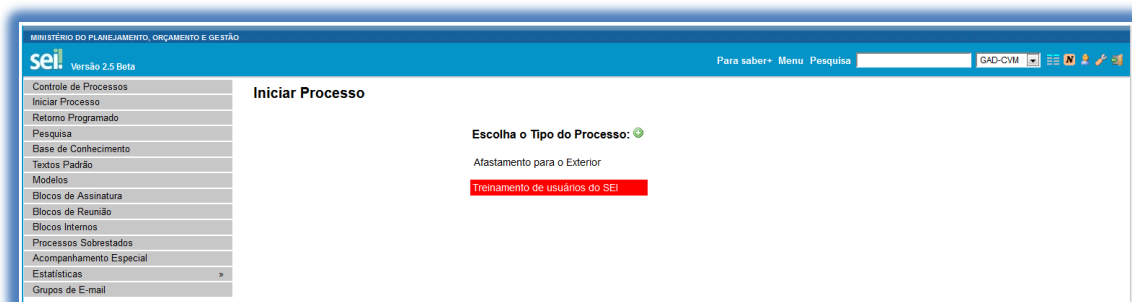 MINISTÉRIO DO PLANEJAMENTO, ORÇAMENTO E GESTÃO
sei! Versão 2.5 Beta
Para saber+ Menu Pesquisa GAD-CVM N
Controle de Processos
Iniciar Processo
Retorno Programado
Pesquisa
Base de Conhecimento
Textos Padrão
Modelos
Blocos de Assinatura
Blocos de Reunião
Blocos Internos
Processos Sobrestados
Acompanhamento Especial
Estatísticas »
Grupos de E-mail
Iniciar Processo
Escolha o Tipo do Processo:
Afastamento para o Exterior
Treinamento de usuários do SEI